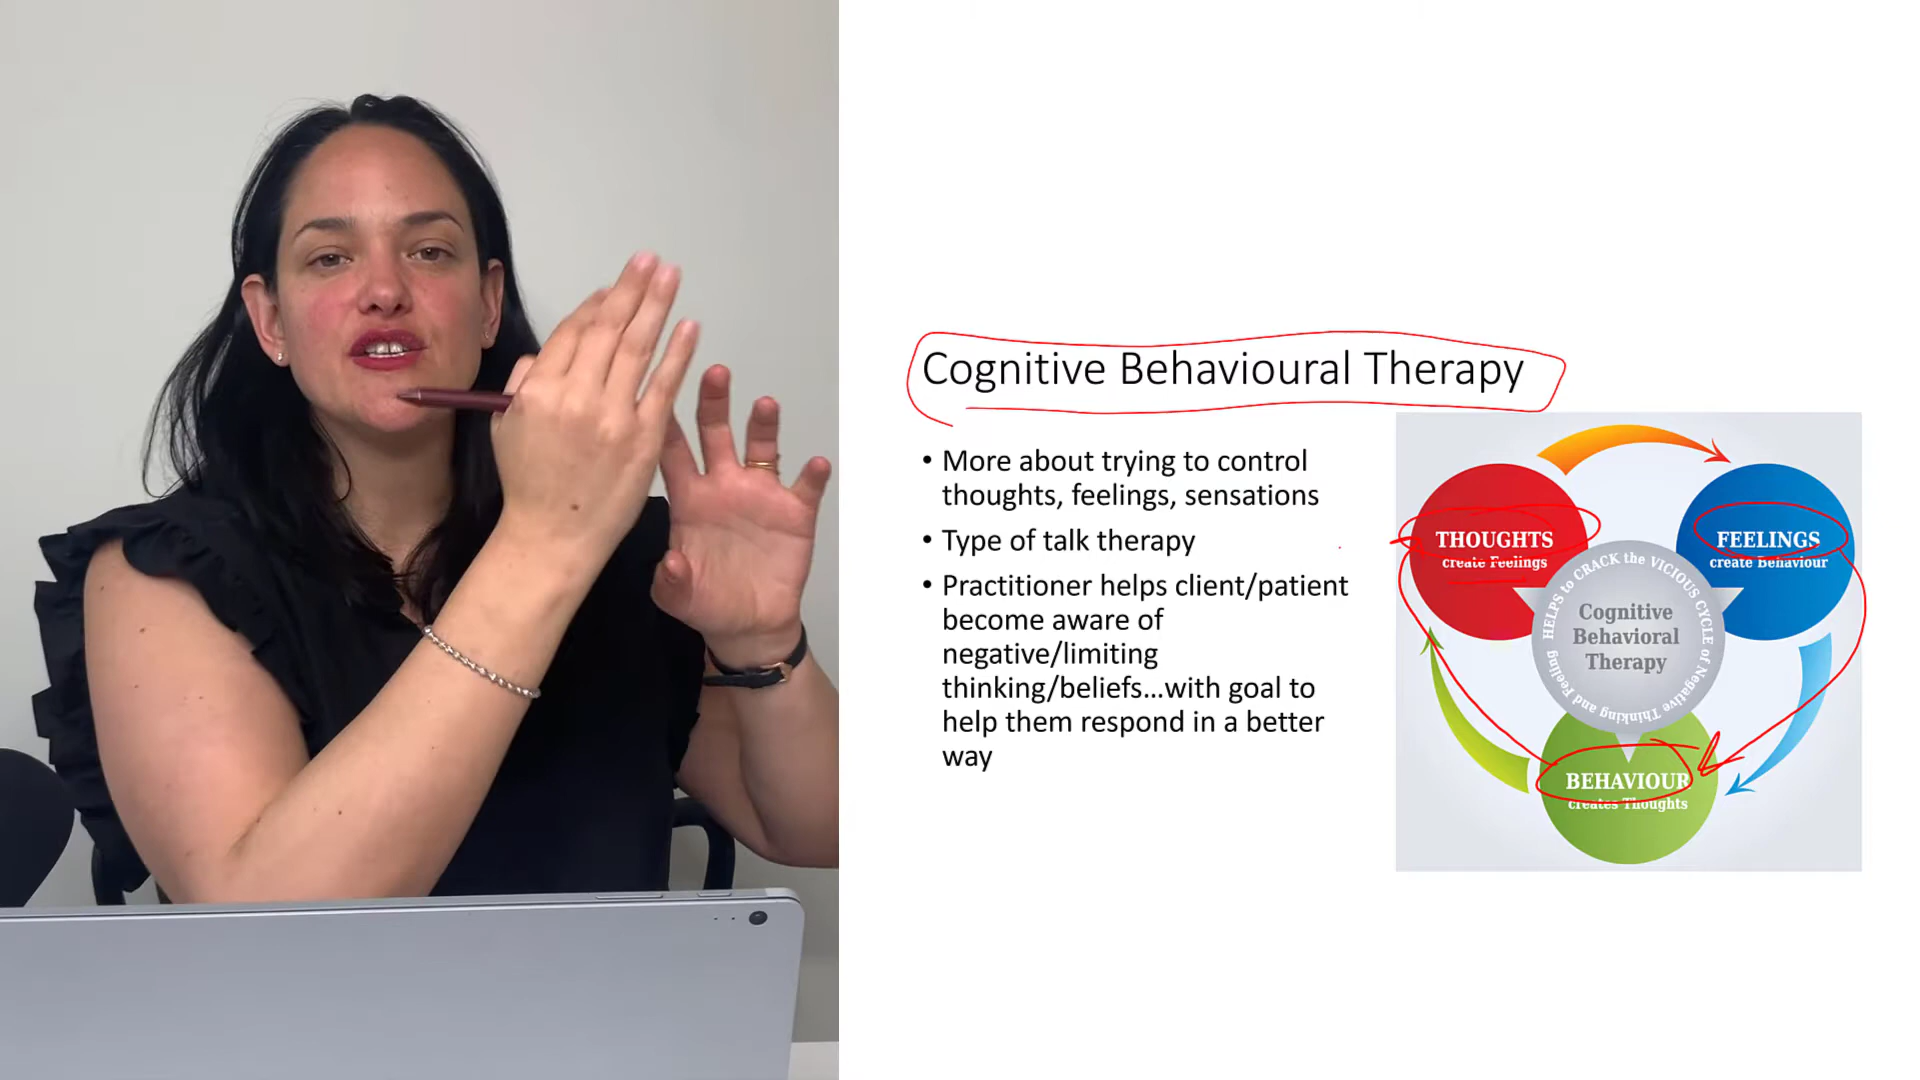 Cognitive Behavioural Therapy
• More about trying to control
thoughts, feelings, sensations
• Type of talk therapy
• Practitioner helps client/patient
become aware of
negative/limiting
thinking/beliefs...with goal to
help them respond in a better
way
THOUGHTS
create Feelings
FEELINGS
create Behaviour
HELPS to CRACK the VICIOUS CYCLE of Negative Thinking and Feeling
Cognitive
Behavioral
Therapy
BEHAVIOUR
creates Thoughts